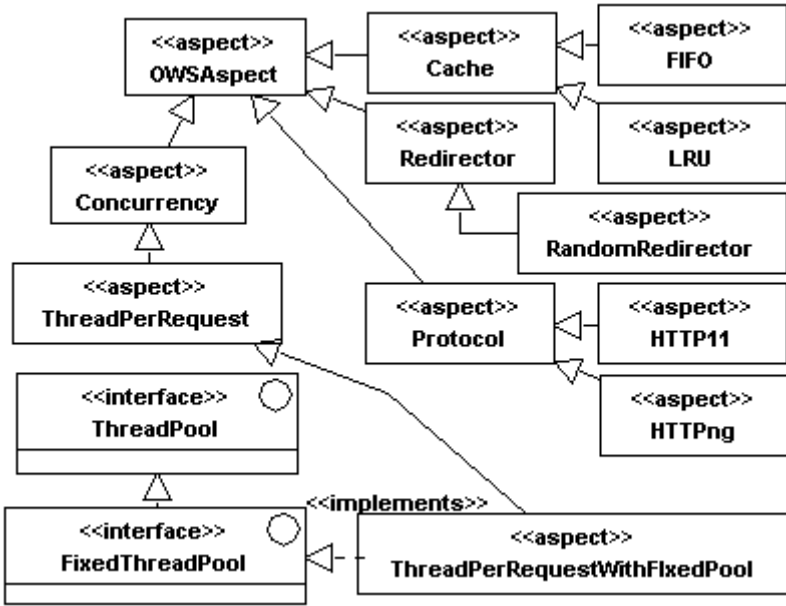 <<aspect>>
OWSAspect
<<aspect>>
Cache
<<aspect>>
FIFO
<<aspect>>
Redirector
<<aspect>>
LRU
<<aspect>>
Concurrency
<<aspect>>
RandomRedirector
<<aspect>>
ThreadPerRequest
<<aspect>>
Protocol
<<aspect>>
HTTP11
<<interface>>
ThreadPool
<<aspect>>
HTTPng
<<implements>>
<<interface>>
FixedThreadPool
<<aspect>>
ThreadPerRequestWithFIxedPool